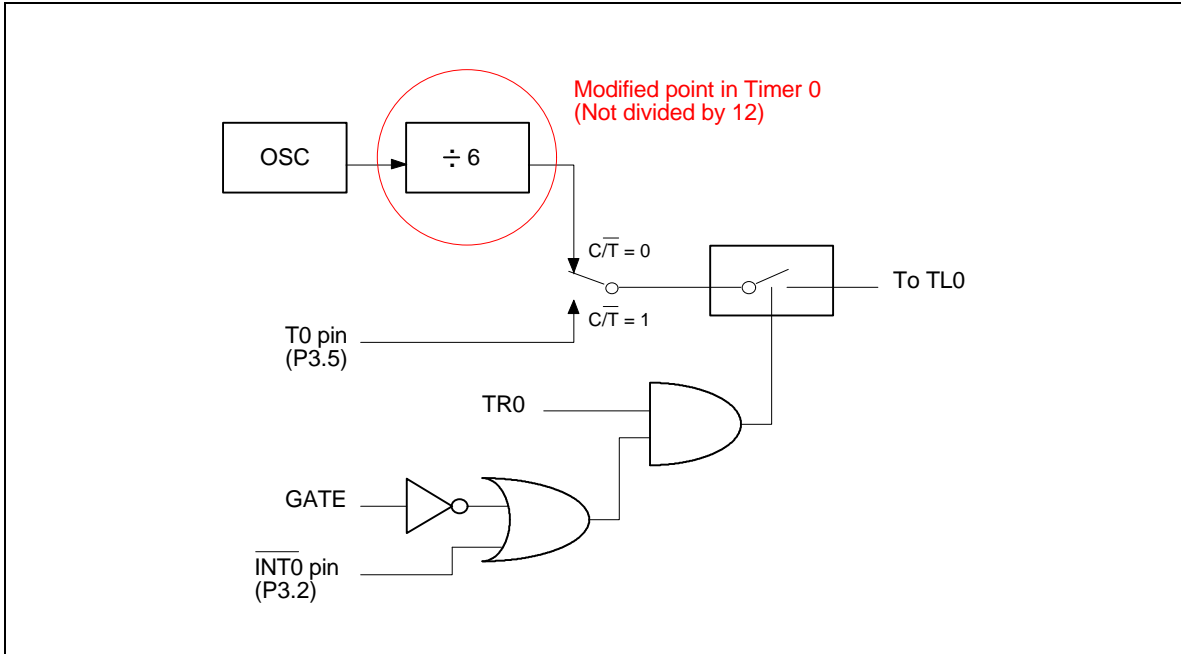 Modified point in Timer 0
(Not divided by 12)
OSC
÷ 6
C/T̅ = 0
To TL0
C/T̅ = 1
T0 pin
(P3.5)
TR0
GATE
I̅N̅T̅0̅ pin
(P3.2)